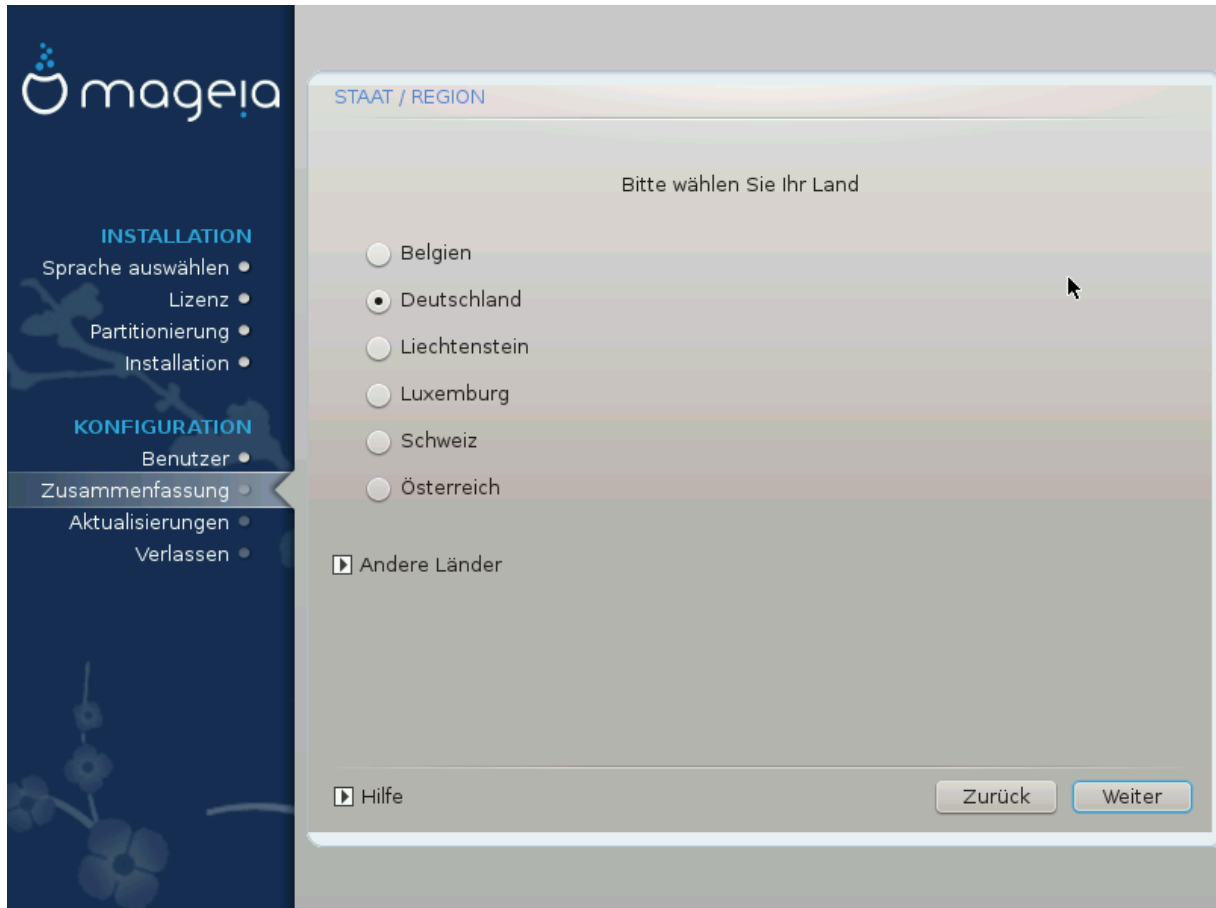 mageia
INSTALLATION
Sprache auswählen
Lizenz
Partitionierung
Installation
KONFIGURATION
Benutzer
Zusammenfassung
Aktualisierungen
Verlassen
STAAT / REGION
Bitte wählen Sie Ihr Land
Belgien
Deutschland
Liechtenstein
Luxemburg
Schweiz
Österreich
Andere Länder
Hilfe
Zurück
Weiter